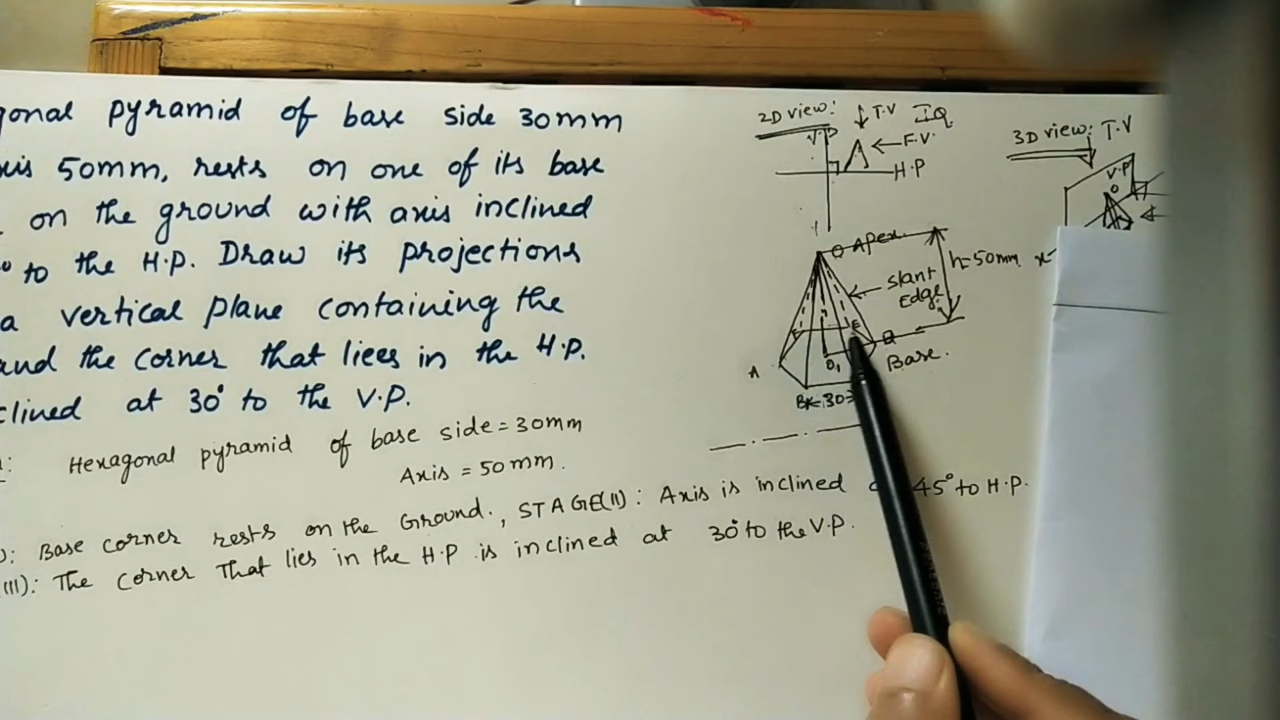 gonal pyramid of base side 30mm
is 50mm, rests on one of its base
on the ground with axis inclined
° to the H.P. Draw its projections
a vertical plane containing the
and the corner that liees in the H.P.
clined at 30° to the V.P.
: Hexagonal pyramid of base side = 30mm
Axis = 50mm.
): Base corner rests on the Ground., STAGE(II): Axis is inclined 45° to H.P.
(III): The corner that lies in the H.P is inclined at 30° to the V.P.
2D view:
V.P
T.V
F.V.
H.P
3D view: T.V
V.P
O
O Apex.
h=50mm
x
Slant
Edge
F
E
A
O₁
Base.
B
30